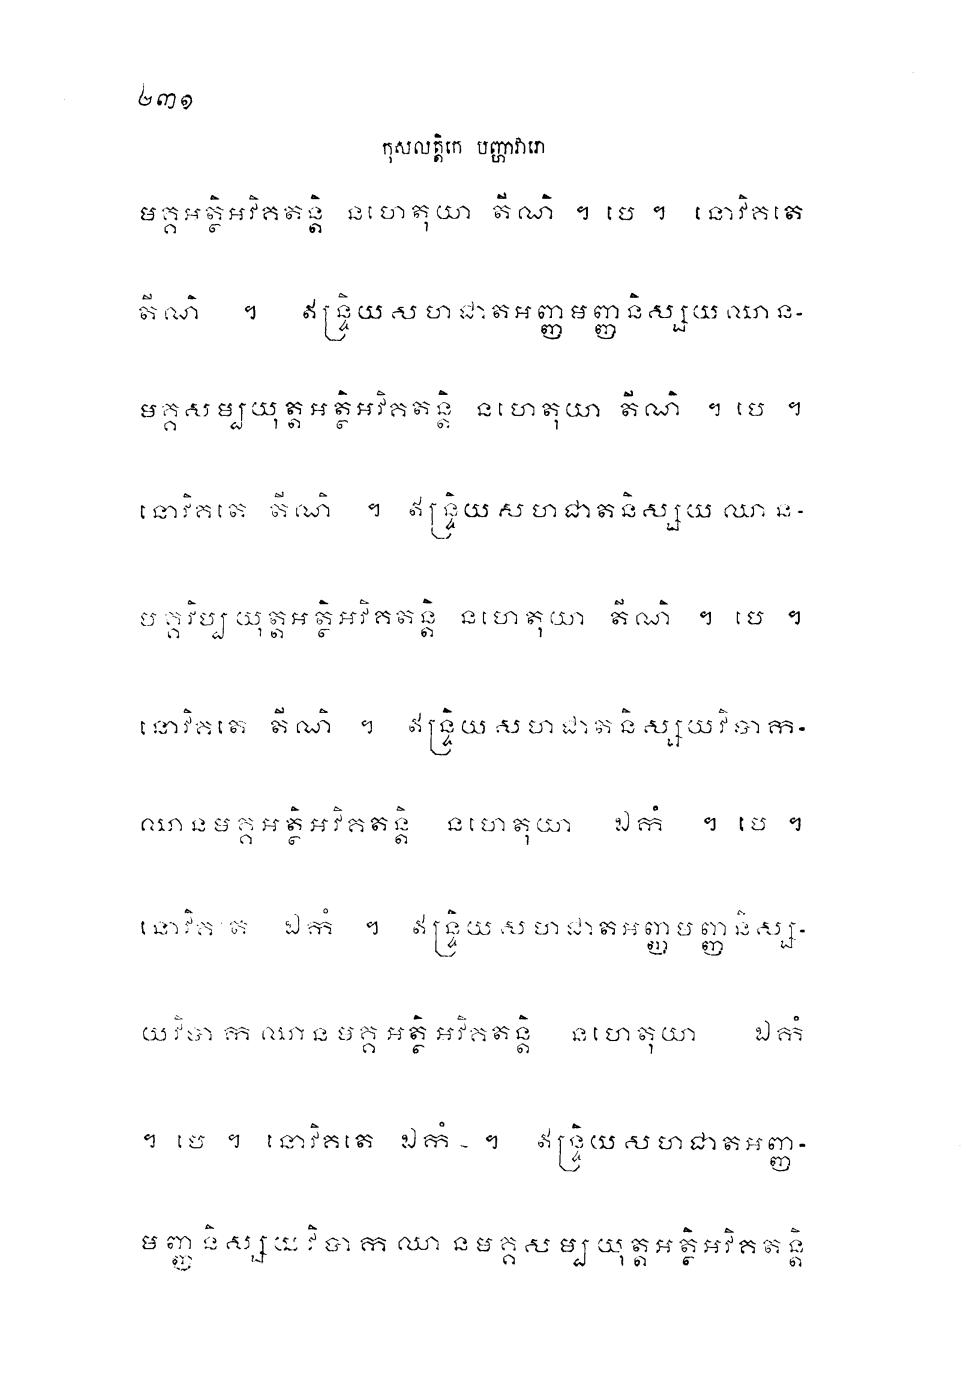 ២៣១
កុសលត្តិកេ បញ្ហាវារោ
មគ្គអត្ថិអវិគតន្តិ នហេតុយា តីណិ ។ បេ ។ នោវិគតេ
តីណិ ។ ឥន្ទ្រិយសហជាតអញ្ញមញ្ញនិស្សយឈាន-
មគ្គសម្បយុត្តអត្ថិអវិគតន្តិ នហេតុយា តីណិ ។ បេ ។
នោវិគតេ តីណិ ។ ឥន្ទ្រិយសហជាតនិស្សយឈាន-
មគ្គវិប្បយុត្តអត្ថិអវិគតន្តិ នហេតុយា តីណិ ។ បេ ។
នោវិគតេ តីណិ ។ ឥន្ទ្រិយសហជាតនិស្សយវិបាក-
ឈានមគ្គអត្ថិអវិគតន្តិ នហេតុយា ឯកំ ។ បេ ។
នោវិគតេ ឯកំ ។ ឥន្ទ្រិយសហជាតអញ្ញមញ្ញនិស្ស-
យវិបាកឈានមគ្គអត្ថិអវិគតន្តិ នហេតុយា ឯកំ
។ បេ ។ នោវិគតេ ឯកំ ។ ឥន្ទ្រិយសហជាតអញ្ញ-
មញ្ញនិស្សយវិបាកឈានមគ្គសម្បយុត្តអត្ថិអវិគតន្តិ